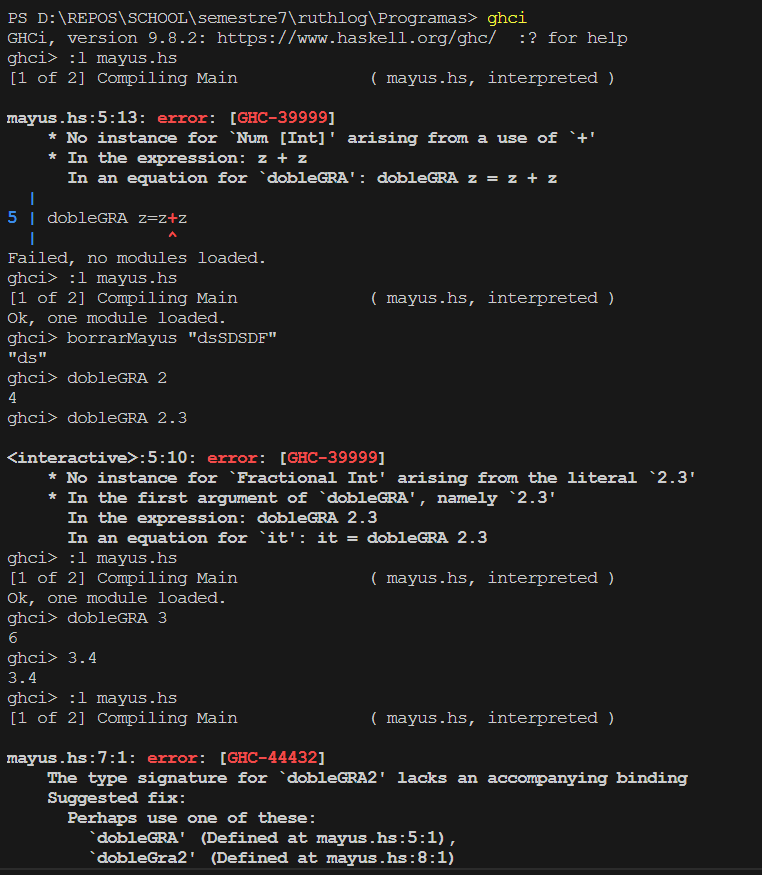 PS D:\REPOS\SCHOOL\semestre7\ruthlog\Programas> ghci
GHCi, version 9.8.2: https://www.haskell.org/ghc/  :? for help
ghci> :l mayus.hs
[1 of 2] Compiling Main             ( mayus.hs, interpreted )

mayus.hs:5:13: error: [GHC-39999]
    * No instance for `Num [Int]' arising from a use of `+'
    * In the expression: z + z
      In an equation for `dobleGRA': dobleGRA z = z + z
  |
5 | dobleGRA z=z+z
  |             ^
Failed, no modules loaded.
ghci> :l mayus.hs
[1 of 2] Compiling Main             ( mayus.hs, interpreted )
Ok, one module loaded.
ghci> borrarMayus "dsSDSDF"
"ds"
ghci> dobleGRA 2
4
ghci> dobleGRA 2.3

<interactive>:5:10: error: [GHC-39999]
    * No instance for `Fractional Int' arising from the literal `2.3'
    * In the first argument of `dobleGRA', namely `2.3'
      In the expression: dobleGRA 2.3
      In an equation for `it': it = dobleGRA 2.3
ghci> :l mayus.hs
[1 of 2] Compiling Main             ( mayus.hs, interpreted )
Ok, one module loaded.
ghci> dobleGRA 3
6
ghci> 3.4
3.4
ghci> :l mayus.hs
[1 of 2] Compiling Main             ( mayus.hs, interpreted )

mayus.hs:7:1: error: [GHC-44432]
    The type signature for `dobleGRA2' lacks an accompanying binding
    Suggested fix:
      Perhaps use one of these:
        `dobleGRA' (Defined at mayus.hs:5:1),
        `dobleGra2' (Defined at mayus.hs:8:1)